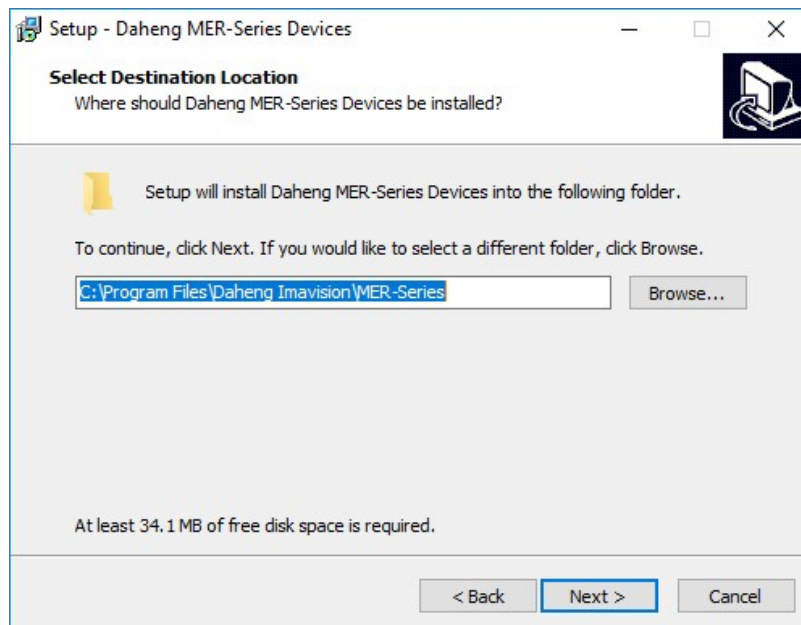 Setup - Daheng MER-Series Devices
Select Destination Location
Where should Daheng MER-Series Devices be installed?
Setup will install Daheng MER-Series Devices into the following folder.
To continue, click Next. If you would like to select a different folder, click Browse.
C:\Program Files\Daheng Imavision\MER-Series
Browse...
At least 34.1 MB of free disk space is required.
< Back
Next >
Cancel